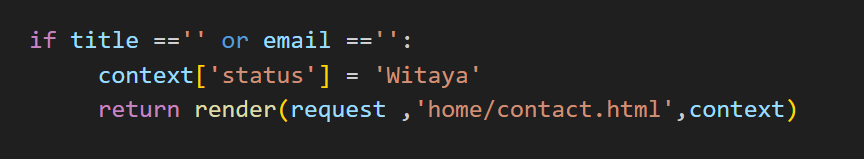 if title =='' or email =='':
context['status'] = 'Witaya'
return render(request ,'home/contact.html',context)